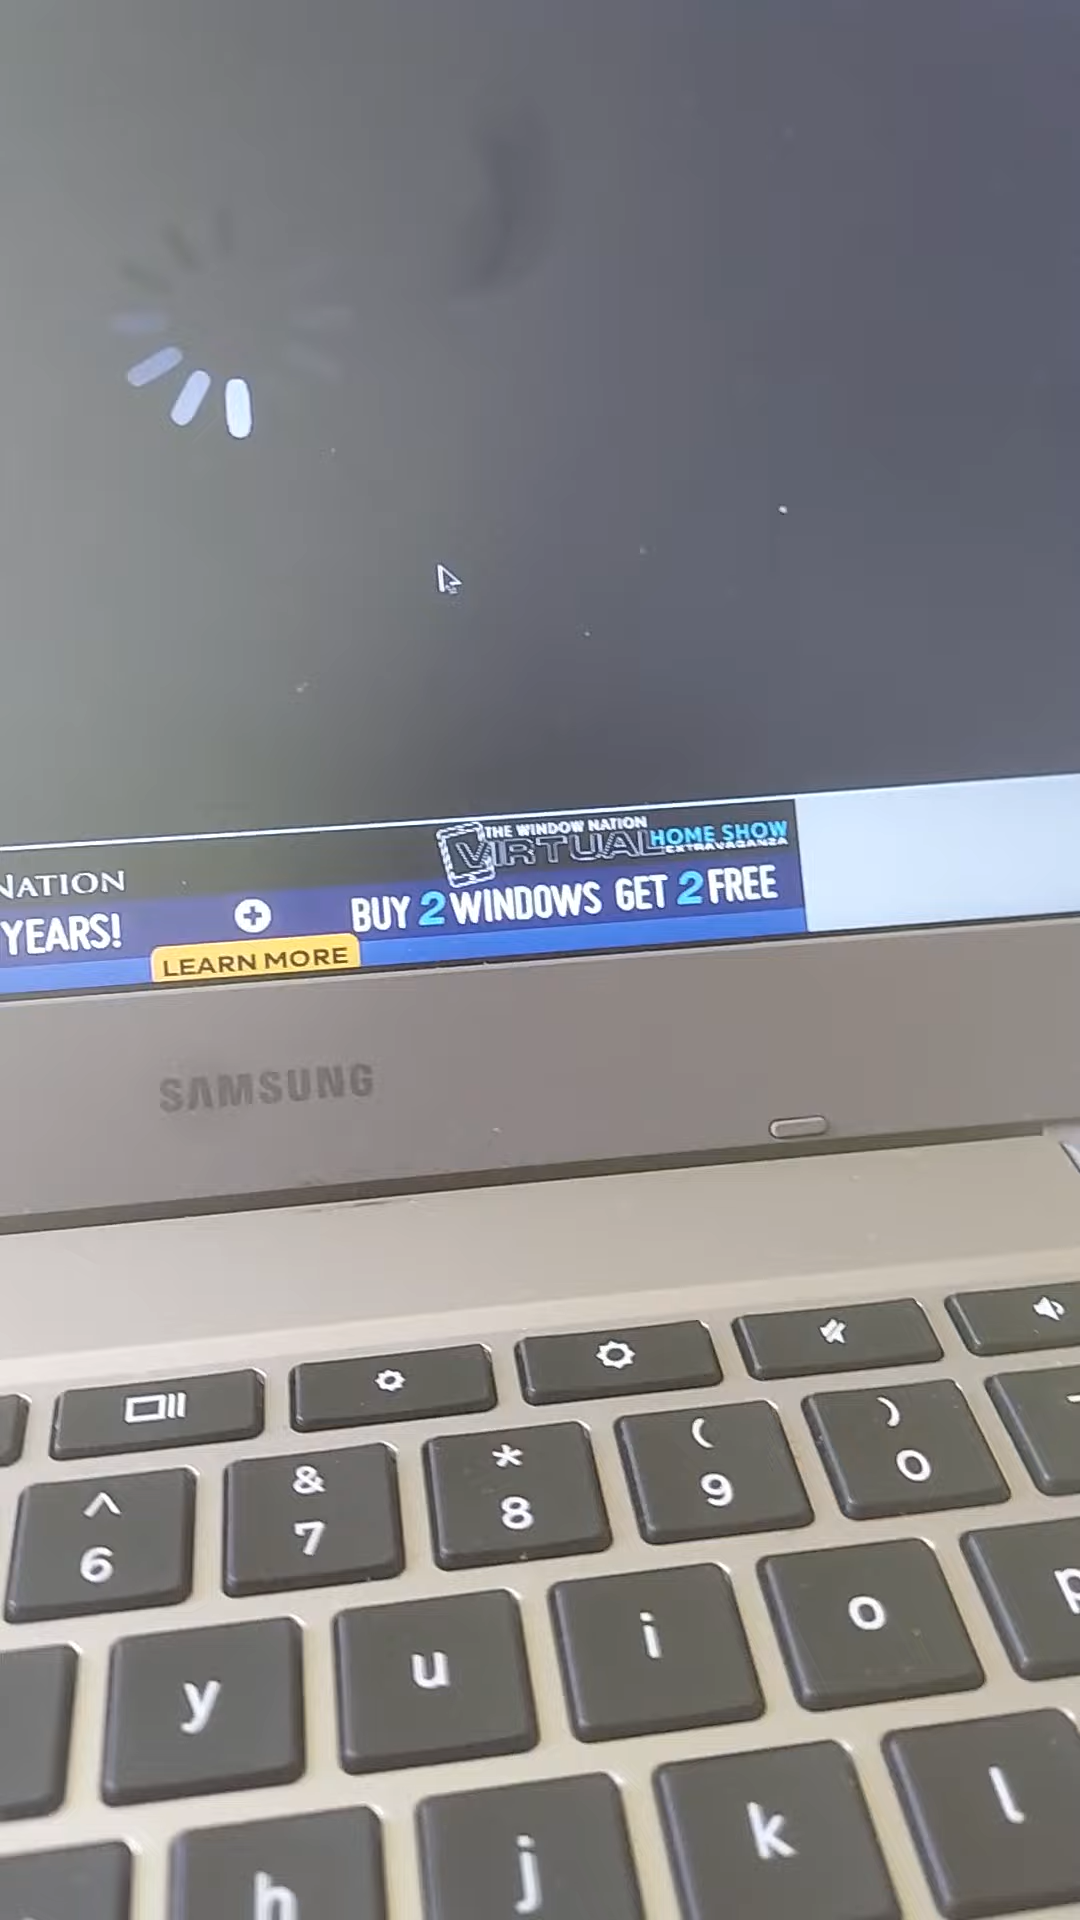 THE WINDOW NATION
VIRTUAL HOME SHOW
EXTRAVAGANZA
NATION
YEARS!
BUY 2 WINDOWS GET 2 FREE
LEARN MORE
SAMSUNG
^ & * ( )
6 7 8 9 0
y u i o p
h j k l